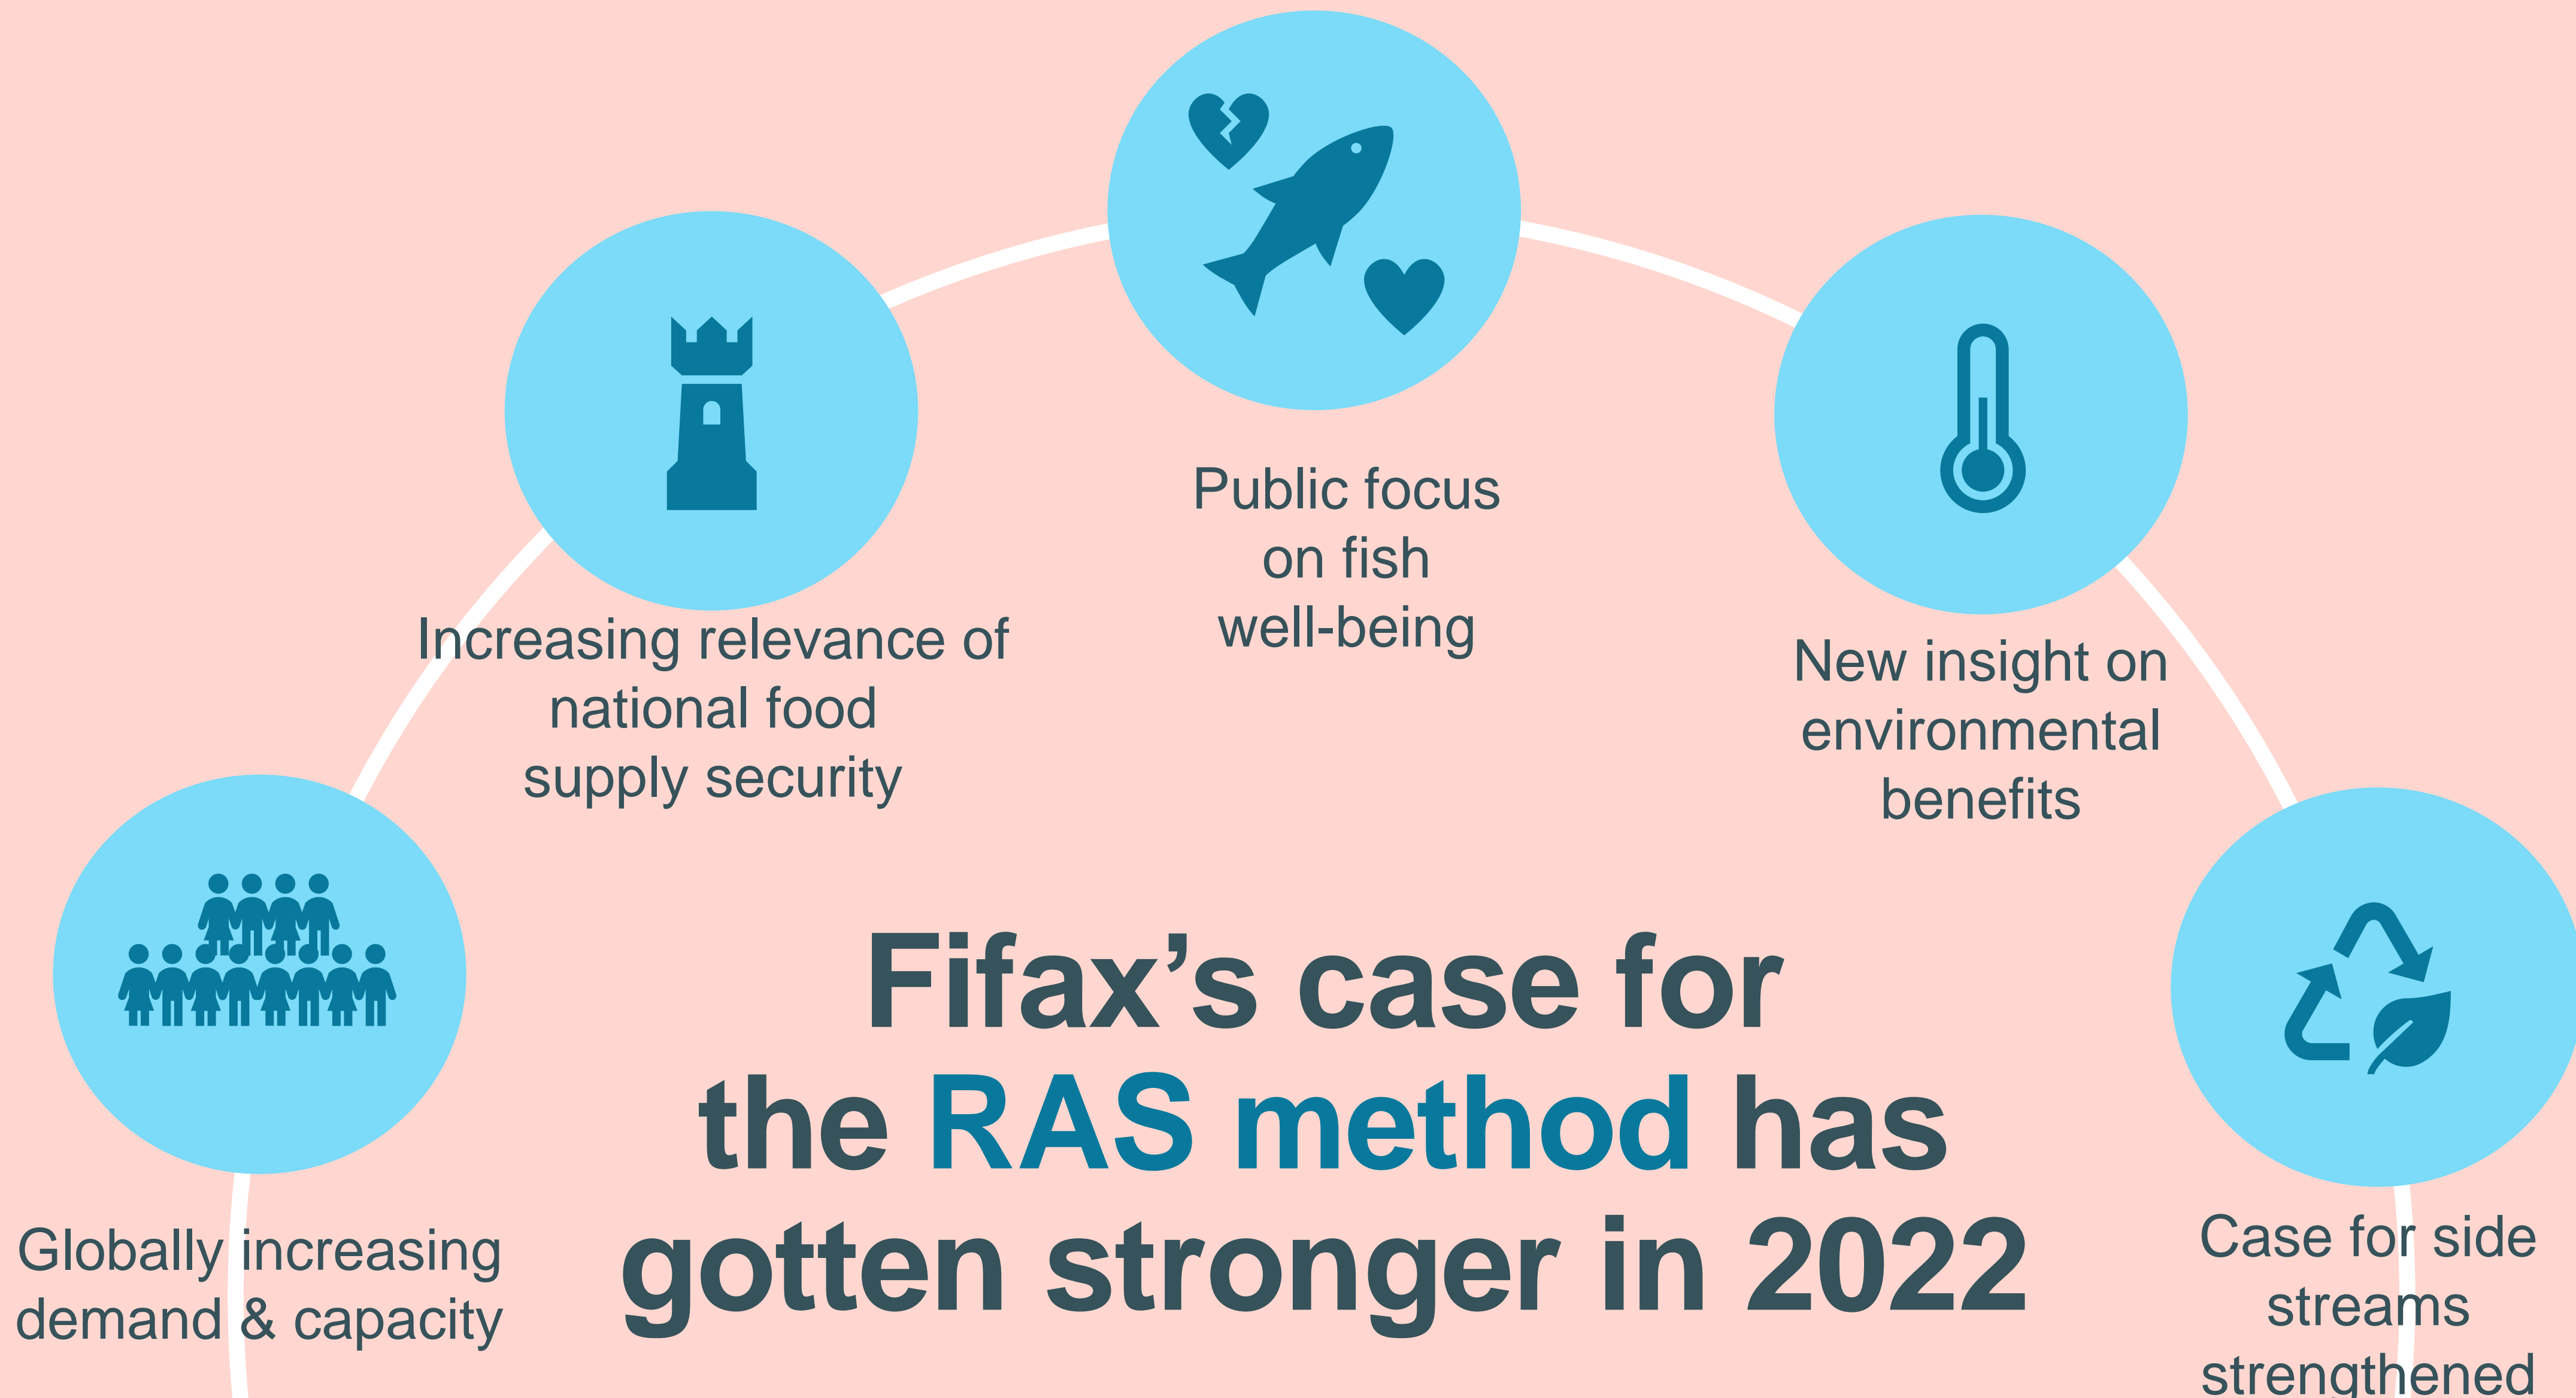 Public focus
on fish
well-being
Increasing relevance of
national food
supply security
New insight on
environmental
benefits
Globally increasing
demand & capacity
Fifax’s case for
the RAS method has
gotten stronger in 2022
Case for side
streams
strengthened